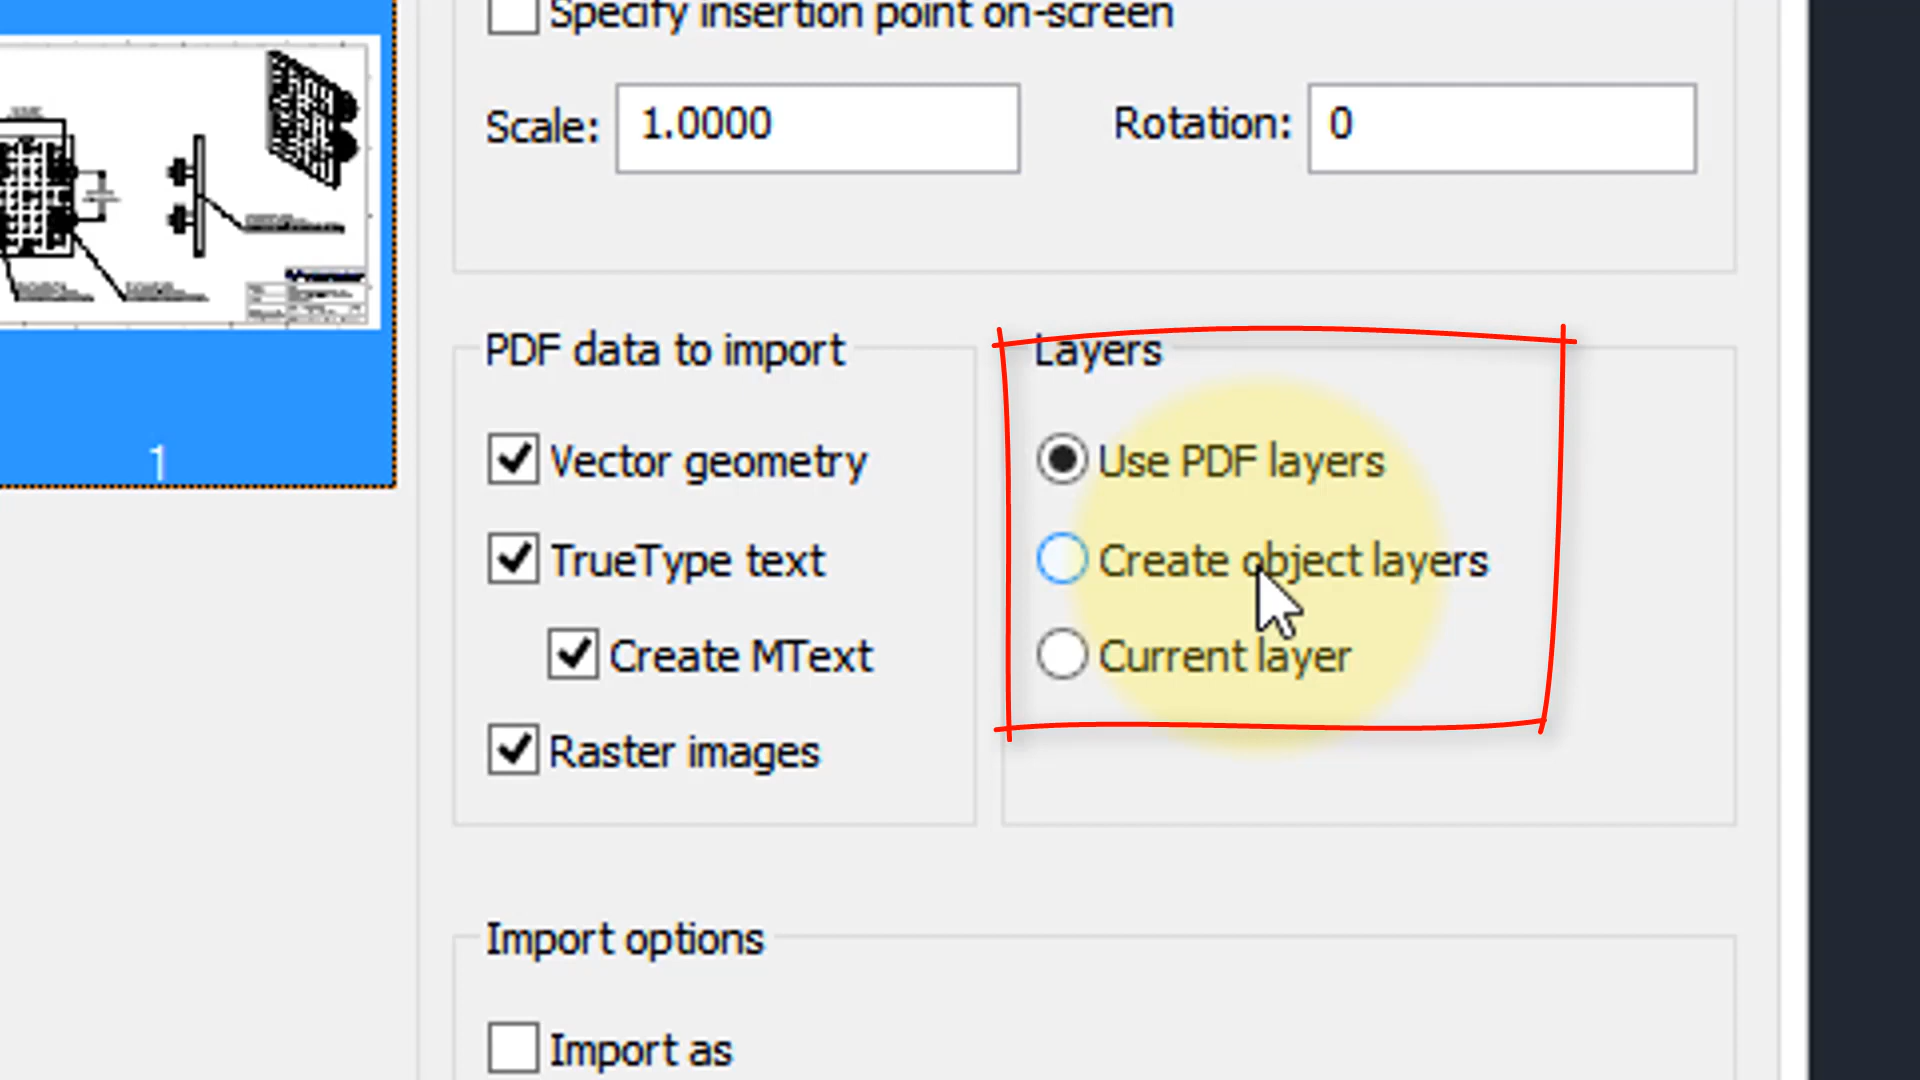 Specify insertion point on-screen
Scale: 1.0000 Rotation: 0
PDF data to import
Layers
Vector geometry
Use PDF layers
1
TrueType text
Create object layers
Create MText
Current layer
Raster images
Import options
Import as